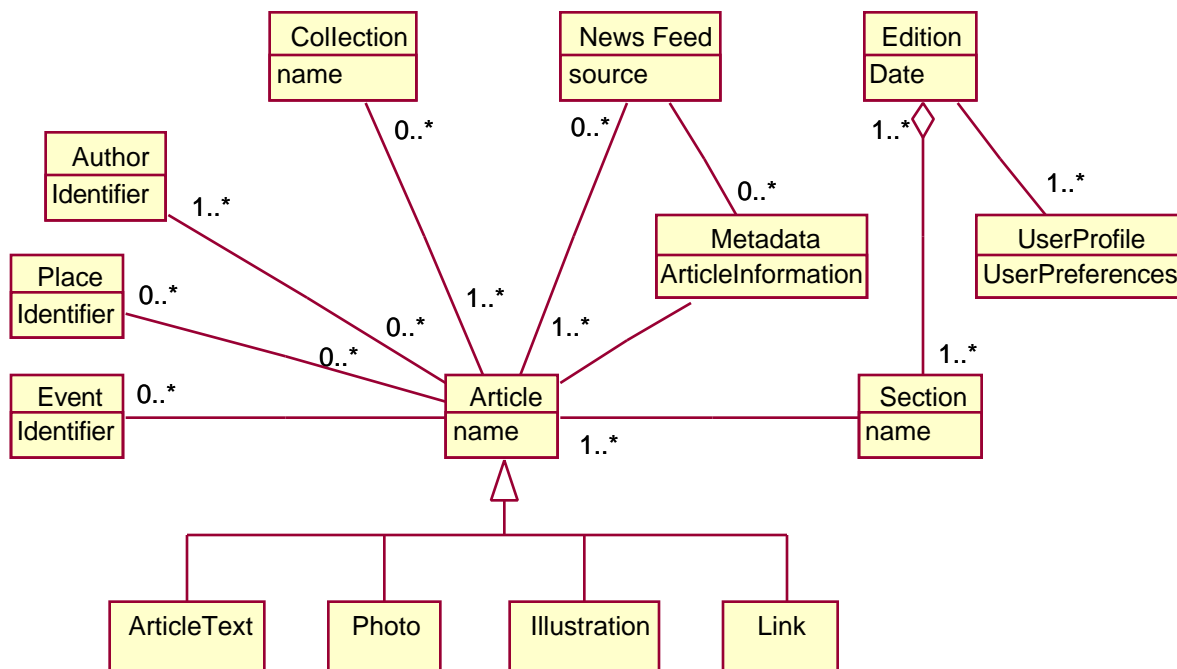 Collection
name
News Feed
source
Edition
Date
0..*
0..*
1..*
Author
Identifier
1..*
1..*
0..*
Metadata
ArticleInformation
UserProfile
UserPreferences
Place
Identifier
0..*
1..*
0..*
1..*
0..*
1..*
Event
Identifier
0..*
Article
name
1..*
Section
name
ArticleText
Photo
Illustration
Link